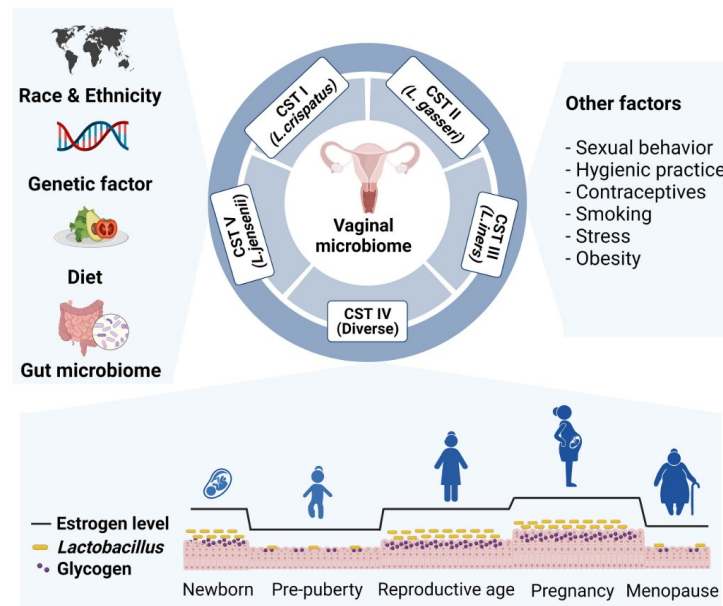 Race & Ethnicity
Genetic factor
Diet
Gut microbiome
CST I
(L.crispatus)
CST II
(L. gasseri)
CST III
(L.iners)
CST IV
(Diverse)
CST V
(L.jensenii)
Vaginal
microbiome
Other factors
- Sexual behavior
- Hygienic practice
- Contraceptives
- Smoking
- Stress
- Obesity
Estrogen level
Lactobacillus
Glycogen
Newborn
Pre-puberty
Reproductive age
Pregnancy
Menopause